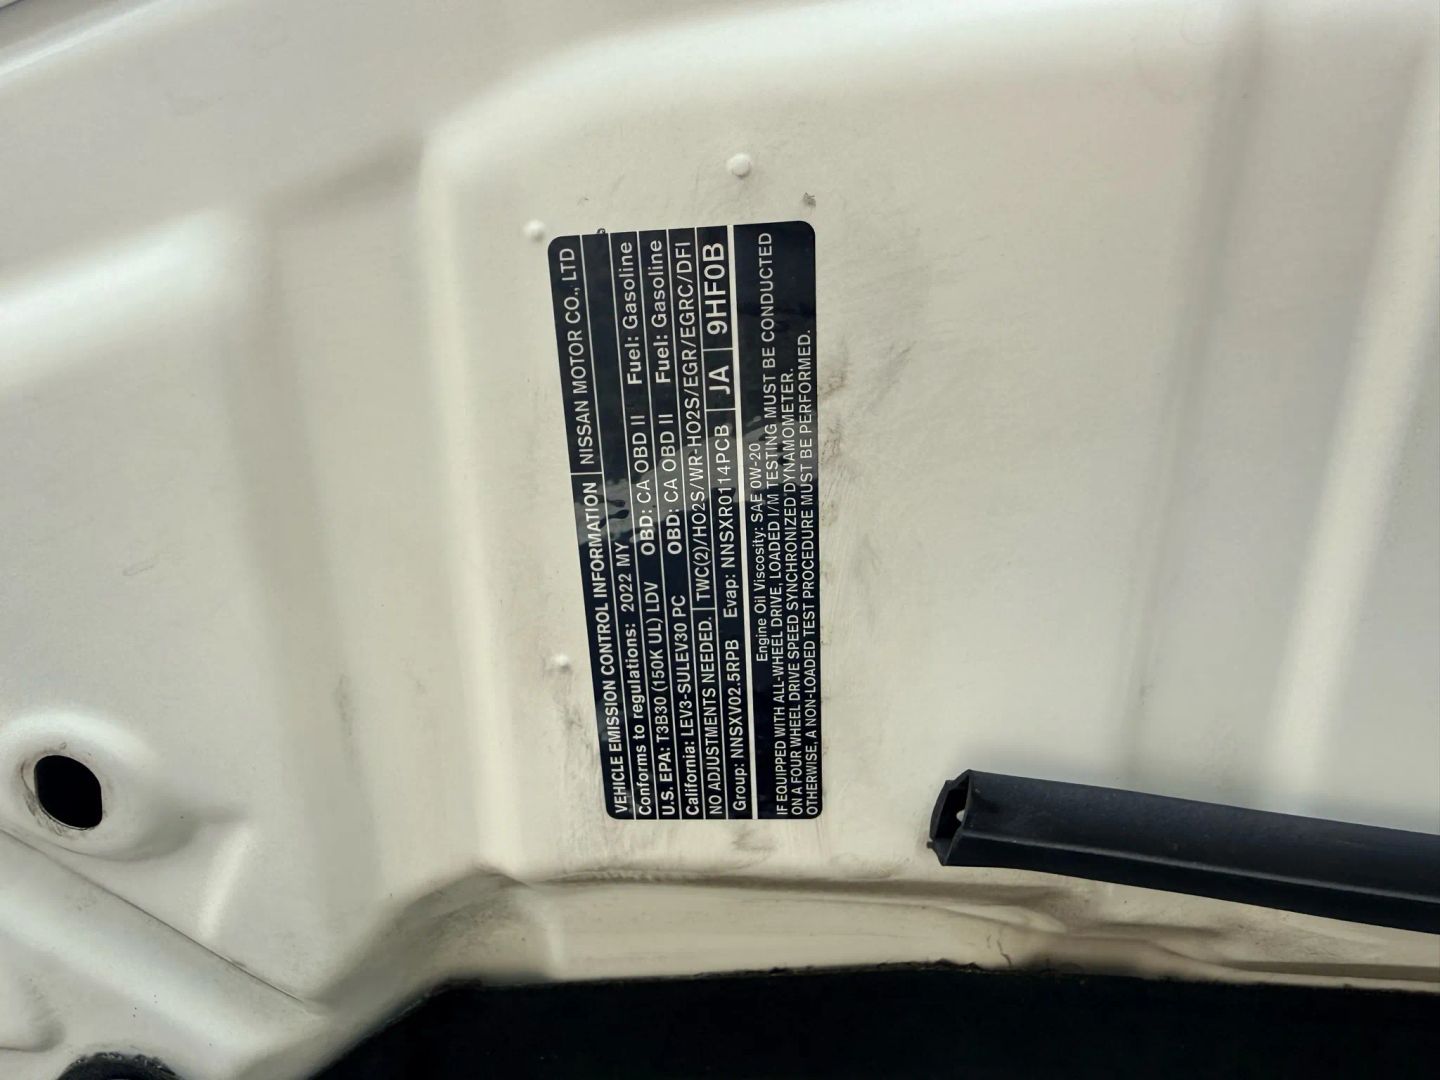 VEHICLE EMISSION CONTROL INFORMATION NISSAN MOTOR CO., LTD
Conforms to regulations: 2022 MY
U.S. EPA: T3B30 (150K UL) LDV OBD: CA OBD II Fuel: Gasoline
California: LEV3-SULEV30 PC OBD: CA OBD II Fuel: Gasoline
NO ADJUSTMENTS NEEDED. TWC(2)/HO2S/WR-HO2S/EGR/EGRC/DFI
Group: NNSXV02.5RPB Evap: NNSXR0114PCB JA 9HF0B
Engine Oil Viscosity: SAE 0W-20
IF EQUIPPED WITH ALL-WHEEL DRIVE, LOADED I/M TESTING MUST BE CONDUCTED
ON A FOUR WHEEL DRIVE SPEED SYNCHRONIZED DYNAMOMETER.
OTHERWISE, A NON-LOADED TEST PROCEDURE MUST BE PERFORMED.